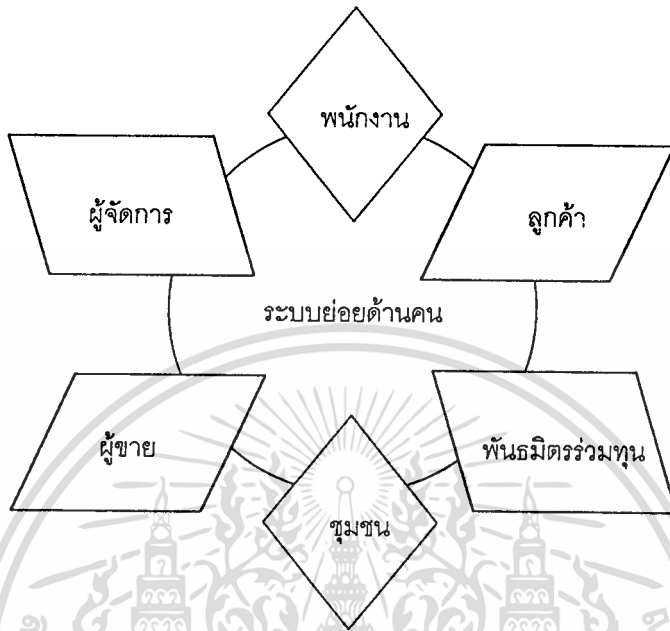 พนักงาน
ผู้จัดการ
ลูกค้า
ระบบย่อยด้านคน
ผู้ขาย
พันธมิตรร่วมทุน
ชุมชน